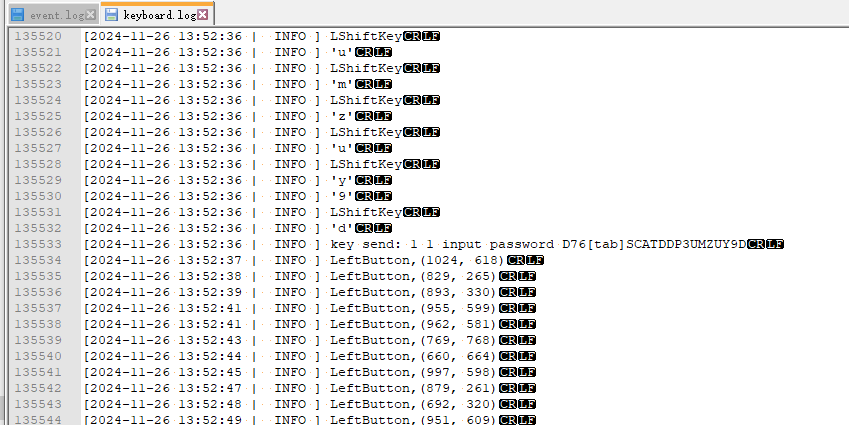 event.log keyboard.log
135520 [2024-11-26 13:52:36 | INFO ] LShiftKeyCRLF
135521 [2024-11-26 13:52:36 | INFO ] 'u'CRLF
135522 [2024-11-26 13:52:36 | INFO ] LShiftKeyCRLF
135523 [2024-11-26 13:52:36 | INFO ] 'm'CRLF
135524 [2024-11-26 13:52:36 | INFO ] LShiftKeyCRLF
135525 [2024-11-26 13:52:36 | INFO ] 'z'CRLF
135526 [2024-11-26 13:52:36 | INFO ] LShiftKeyCRLF
135527 [2024-11-26 13:52:36 | INFO ] 'u'CRLF
135528 [2024-11-26 13:52:36 | INFO ] LShiftKeyCRLF
135529 [2024-11-26 13:52:36 | INFO ] 'y'CRLF
135530 [2024-11-26 13:52:36 | INFO ] '9'CRLF
135531 [2024-11-26 13:52:36 | INFO ] LShiftKeyCRLF
135532 [2024-11-26 13:52:36 | INFO ] 'd'CRLF
135533 [2024-11-26 13:52:36 | INFO ] key send: 1 1 input password D76[tab]SCATDDP3UMZUY9DCRLF
135534 [2024-11-26 13:52:37 | INFO ] LeftButton,(1024, 618)CRLF
135535 [2024-11-26 13:52:38 | INFO ] LeftButton,(829, 265)CRLF
135536 [2024-11-26 13:52:39 | INFO ] LeftButton,(893, 330)CRLF
135537 [2024-11-26 13:52:41 | INFO ] LeftButton,(955, 599)CRLF
135538 [2024-11-26 13:52:41 | INFO ] LeftButton,(962, 581)CRLF
135539 [2024-11-26 13:52:43 | INFO ] LeftButton,(769, 768)CRLF
135540 [2024-11-26 13:52:44 | INFO ] LeftButton,(660, 664)CRLF
135541 [2024-11-26 13:52:45 | INFO ] LeftButton,(997, 598)CRLF
135542 [2024-11-26 13:52:47 | INFO ] LeftButton,(879, 261)CRLF
135543 [2024-11-26 13:52:48 | INFO ] LeftButton,(692, 320)CRLF
135544 [2024-11-26 13:52:49 | INFO ] LeftButton,(951, 609)CRLF